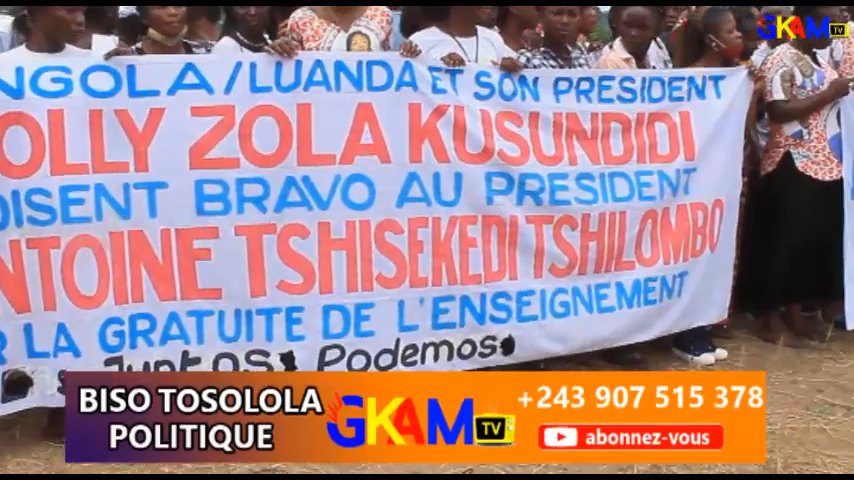 GKAM TV
NGOLA/LUANDA ET SON PRESIDENT
OLLY ZOLA KUSUNDIDI
DISENT BRAVO AU PRESIDENT
NTOINE TSHISEKEDI TSHILOMBO
R LA GRATUITE DE L'ENSEIGNEMENT
Juntos Podemos
BISO TOSOLOLA
POLITIQUE
GKAM TV
+243 907 515 378
abonnez-vous